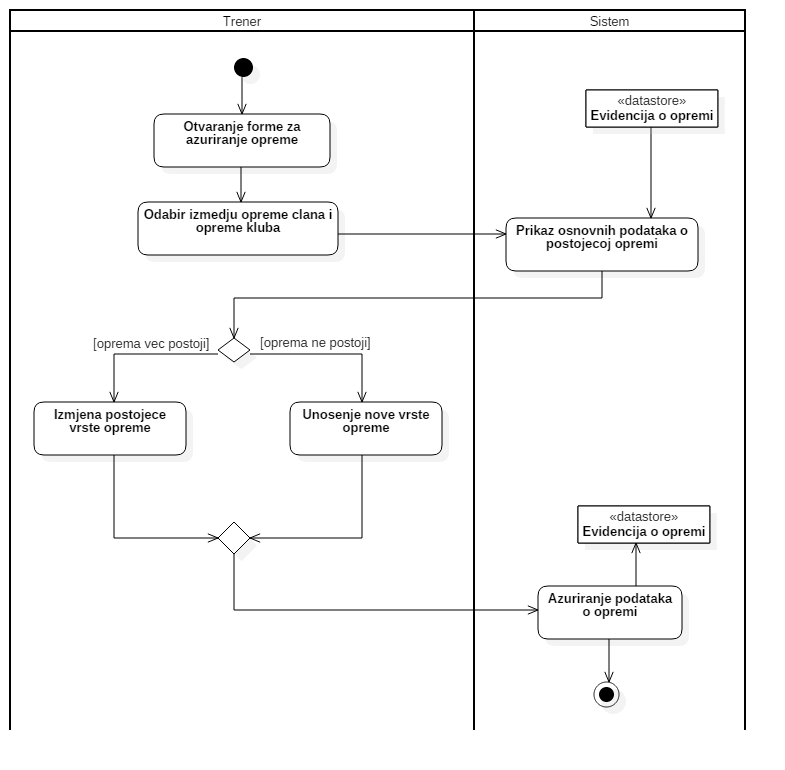 Trener
Sistem
«datastore»
Evidencija o opremi
Otvaranje forme za
azuriranje opreme
Odabir izmedju opreme clana i
opreme kluba
Prikaz osnovnih podataka o
postojecoj opremi
[oprema vec postoji]
[oprema ne postoji]
Izmjena postojece
vrste opreme
Unosenje nove vrste
opreme
«datastore»
Evidencija o opremi
Azuriranje podataka
o opremi